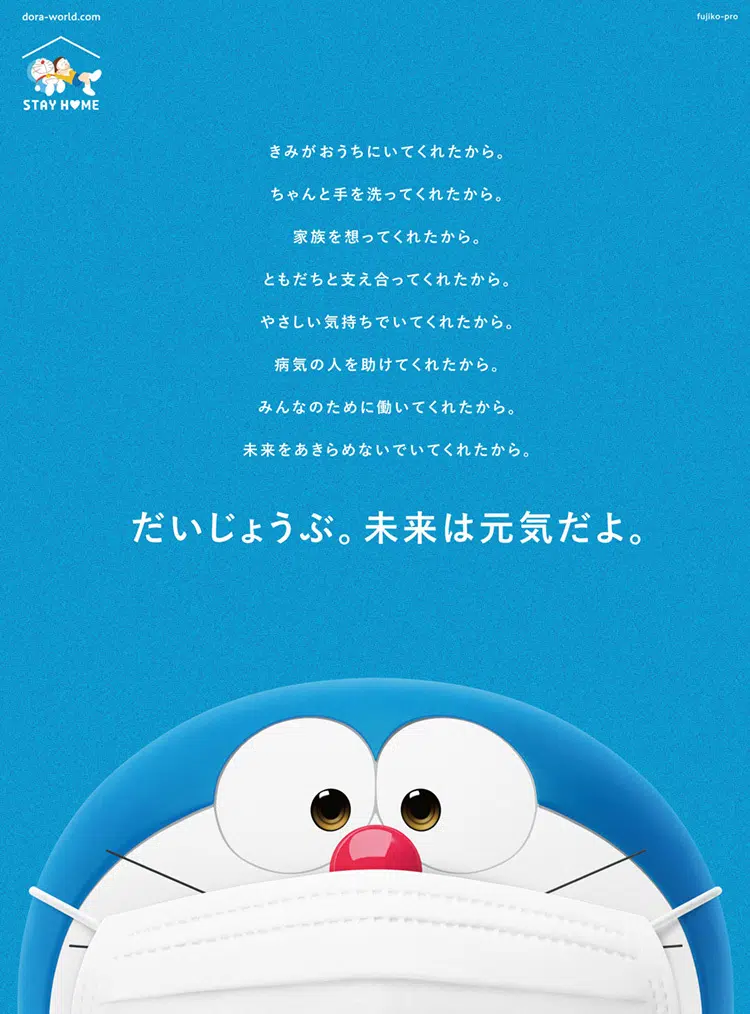 dora-world.com
fujiko-pro
STAY H♥ME
きみがおうちにいてくれたから。
ちゃんと手を洗ってくれたから。
家族を想ってくれたから。
ともだちと支え合ってくれたから。
やさしい気持ちでいてくれたから。
病気の人を助けてくれたから。
みんなのために働いてくれたから。
未来をあきらめないでいてくれたから。
だいじょうぶ。未来は元気だよ。